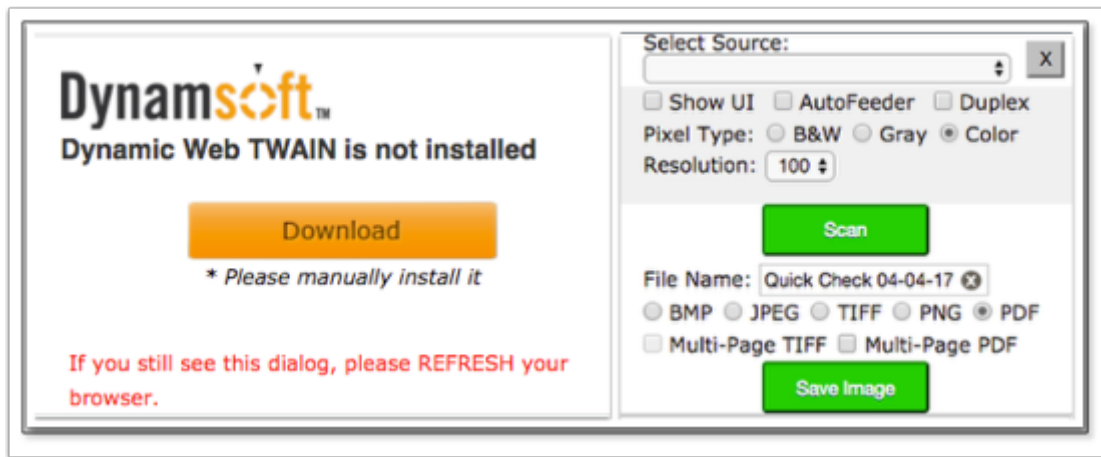 Dynamsoft™
Dynamic Web TWAIN is not installed
Download
* Please manually install it
If you still see this dialog, please REFRESH your
browser.
Select Source:
X
Show UI AutoFeeder Duplex
Pixel Type: B&W Gray Color
Resolution: 100
Scan
File Name: Quick Check 04-04-17
BMP JPEG TIFF PNG PDF
Multi-Page TIFF Multi-Page PDF
Save Image